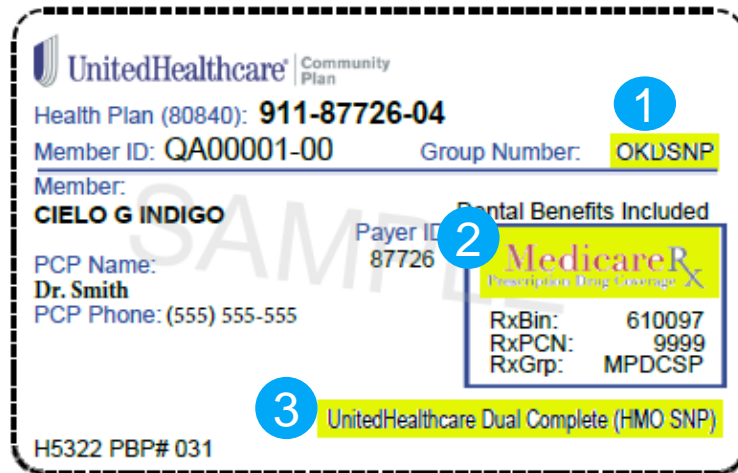 UnitedHealthcare® Community Plan
1
Health Plan (80840): 911-87726-04
Member ID: QA00001-00 Group Number: OKDSNP
Member:
CIELO G INDIGO
Dental Benefits Included
Payer ID
87726
2
MedicareRx
Prescription Drug Coverage
PCP Name:
Dr. Smith
PCP Phone: (555) 555-555
RxBin: 610097
RxPCN: 9999
RxGrp: MPDCSP
SAMPLE
3
UnitedHealthcare Dual Complete (HMO SNP)
H5322 PBP# 031